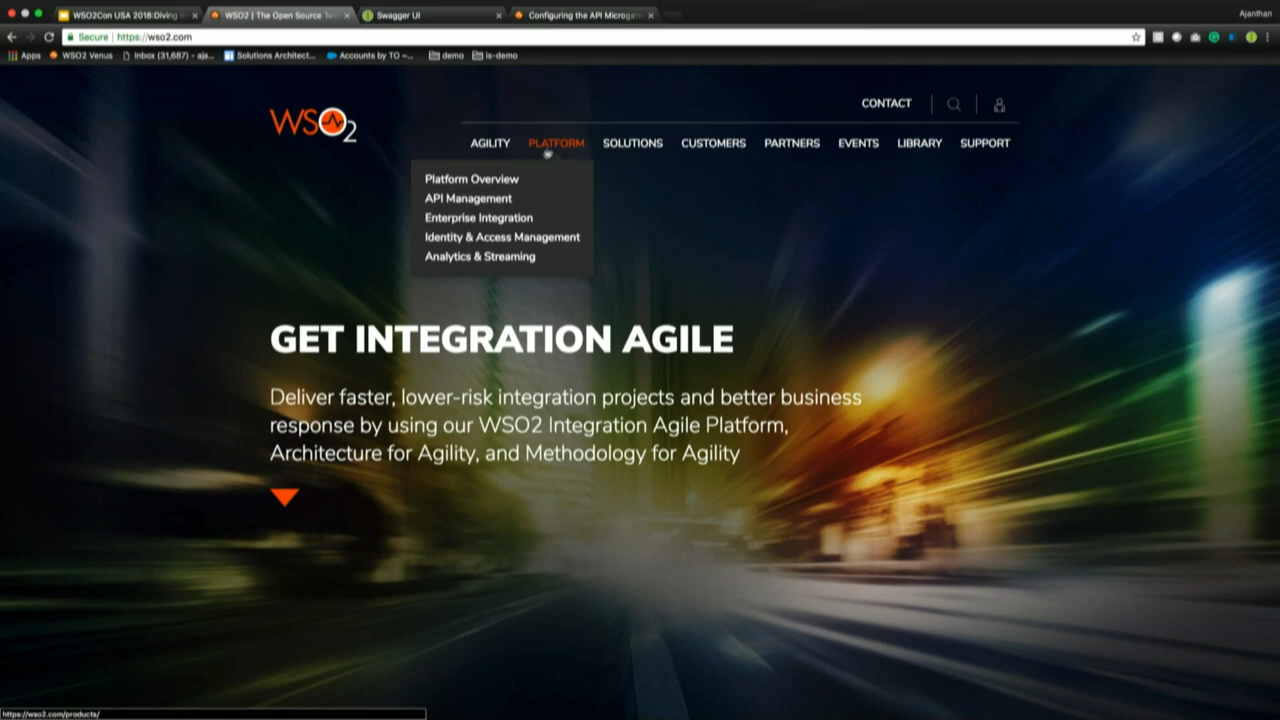 Ajanthan
WSO2Con USA 2018:Diving
WSO2 | The Open Source Te
Swagger UI
Configuring the API Microgate
Secure | https://wso2.com
Apps
WSO2 Venus
Inbox (31,687) - aja...
Solutions Architect...
Accounts by TO –...
demo
is-demo
CONTACT
WSO2
AGILITY
PLATFORM
SOLUTIONS
CUSTOMERS
PARTNERS
EVENTS
LIBRARY
SUPPORT
Platform Overview
API Management
Enterprise Integration
Identity & Access Management
Analytics & Streaming
GET INTEGRATION AGILE
Deliver faster, lower-risk integration projects and better business
response by using our WSO2 Integration Agile Platform,
Architecture for Agility, and Methodology for Agility
https://wso2.com/products/